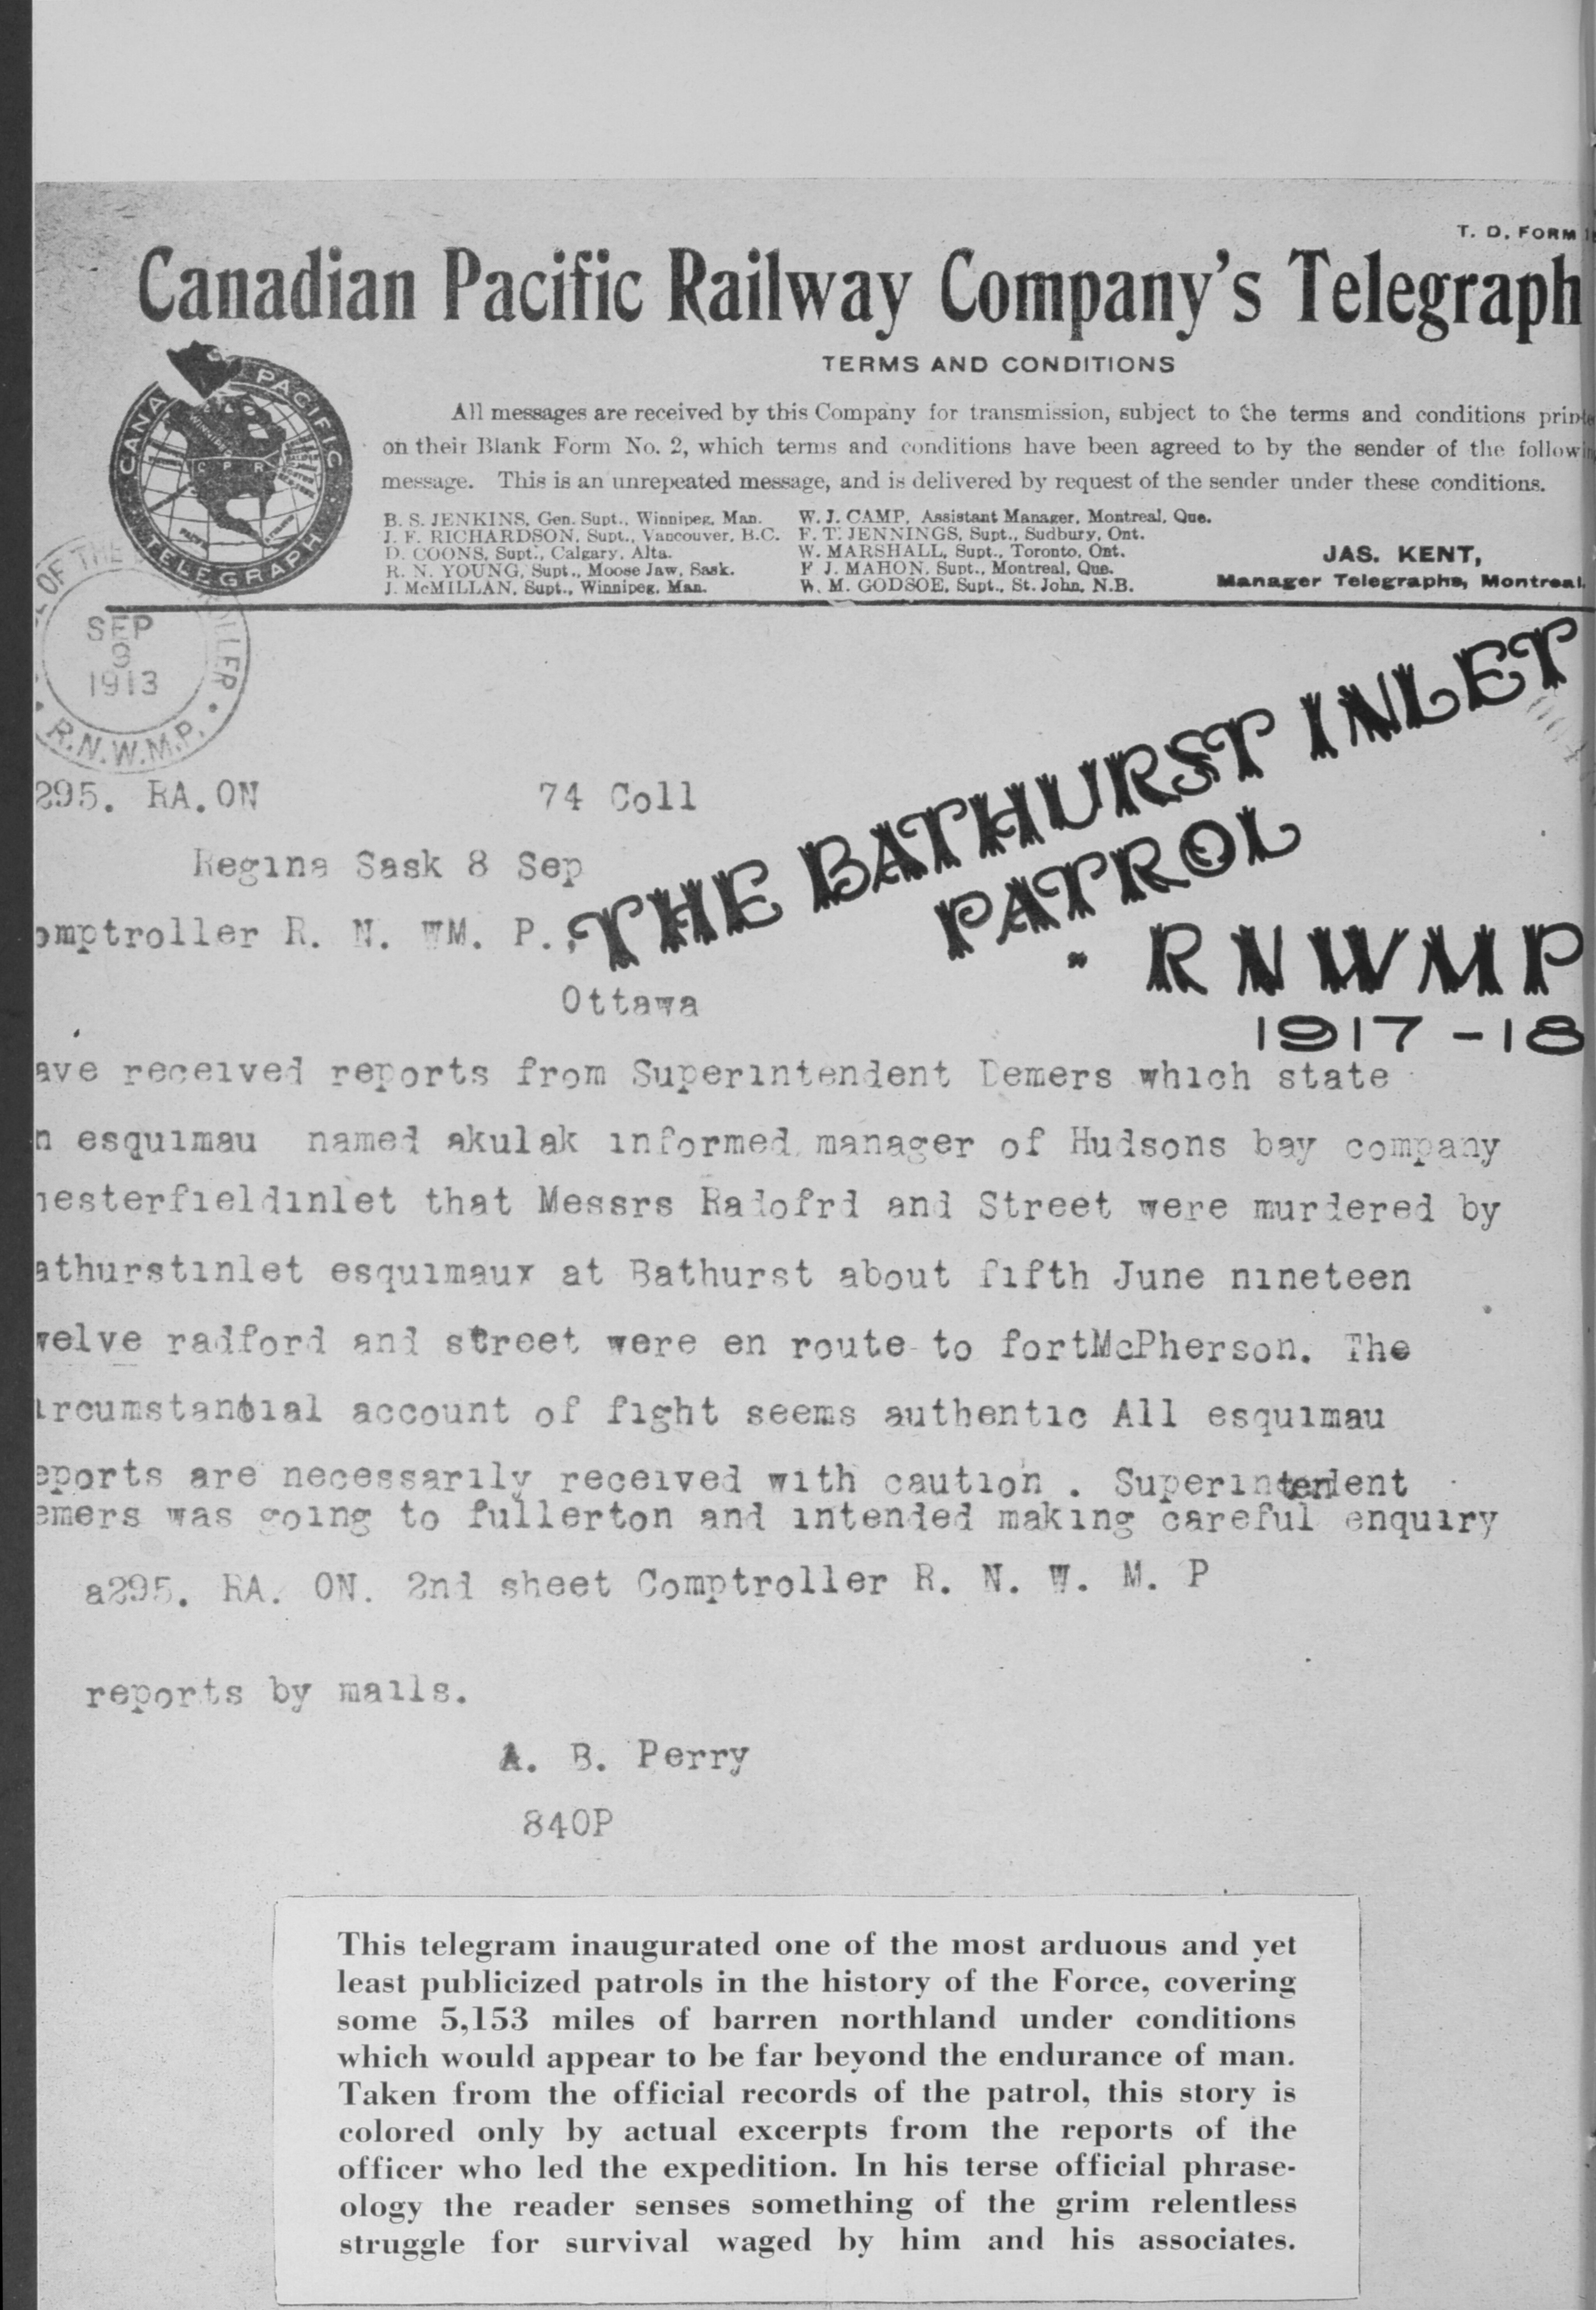 T. D. FORM
Canadian Pacific Railway Company's Telegraph
TERMS AND CONDITIONS
CANA PACIFIC
C P R
TELEGRAPH
All messages are received by this Company for transmission, subject to the terms and conditions printe
on their Blank Form No. 2, which terms and conditions have been agreed to by the sender of the followin
message. This is an unrepeated message, and is delivered by request of the sender under these conditions.
B. S. JENKINS, Gen. Supt., Winnipeg, Man. W. J. CAMP, Assistant Manager, Montreal, Que.
J. F. RICHARDSON, Supt., Vancouver, B.C. F. T. JENNINGS, Supt., Sudbury, Ont.
D. COONS, Supt., Calgary, Alta. W. MARSHALL, Supt., Toronto, Ont.
R. N. YOUNG, Supt., Moose Jaw, Sask. F J. MAHON, Supt., Montreal, Que.
J. McMILLAN, Supt., Winnipeg, Man. W. M. GODSOE, Supt., St. John, N.B.
JAS. KENT,
Manager Telegraphs, Montreal.
OF THE
LLER
SEP
9
1913
R.N.W.M.P.
THE BATHURST INLET
PATROL
- RNWMP
1917-18
295. RA.ON 74 Coll
Regina Sask 8 Sep
omptroller R. N. WM. P.,
Ottawa
ave received reports from Superintendent Demers which state
n esquimau named akulak informed manager of Hudsons bay company
hesterfieldinlet that Messrs Radofrd and Street were murdered by
athurstinlet esquimaux at Bathurst about fifth June nineteen
welve radford and street were en route to fortMcPherson. The
ircumstantial account of fight seems authentic All esquimau
eports are necessarily received with caution . Superintendent
emers was going to fullerton and intended making careful enquiry
a295. RA. ON. 2nd sheet Comptroller R. N. W. M. P
reports by mails.
A. B. Perry
840P
This telegram inaugurated one of the most arduous and yet
least publicized patrols in the history of the Force, covering
some 5,153 miles of barren northland under conditions
which would appear to be far beyond the endurance of man.
Taken from the official records of the patrol, this story is
colored only by actual excerpts from the reports of the
officer who led the expedition. In his terse official phrase-
ology the reader senses something of the grim relentless
struggle for survival waged by him and his associates.